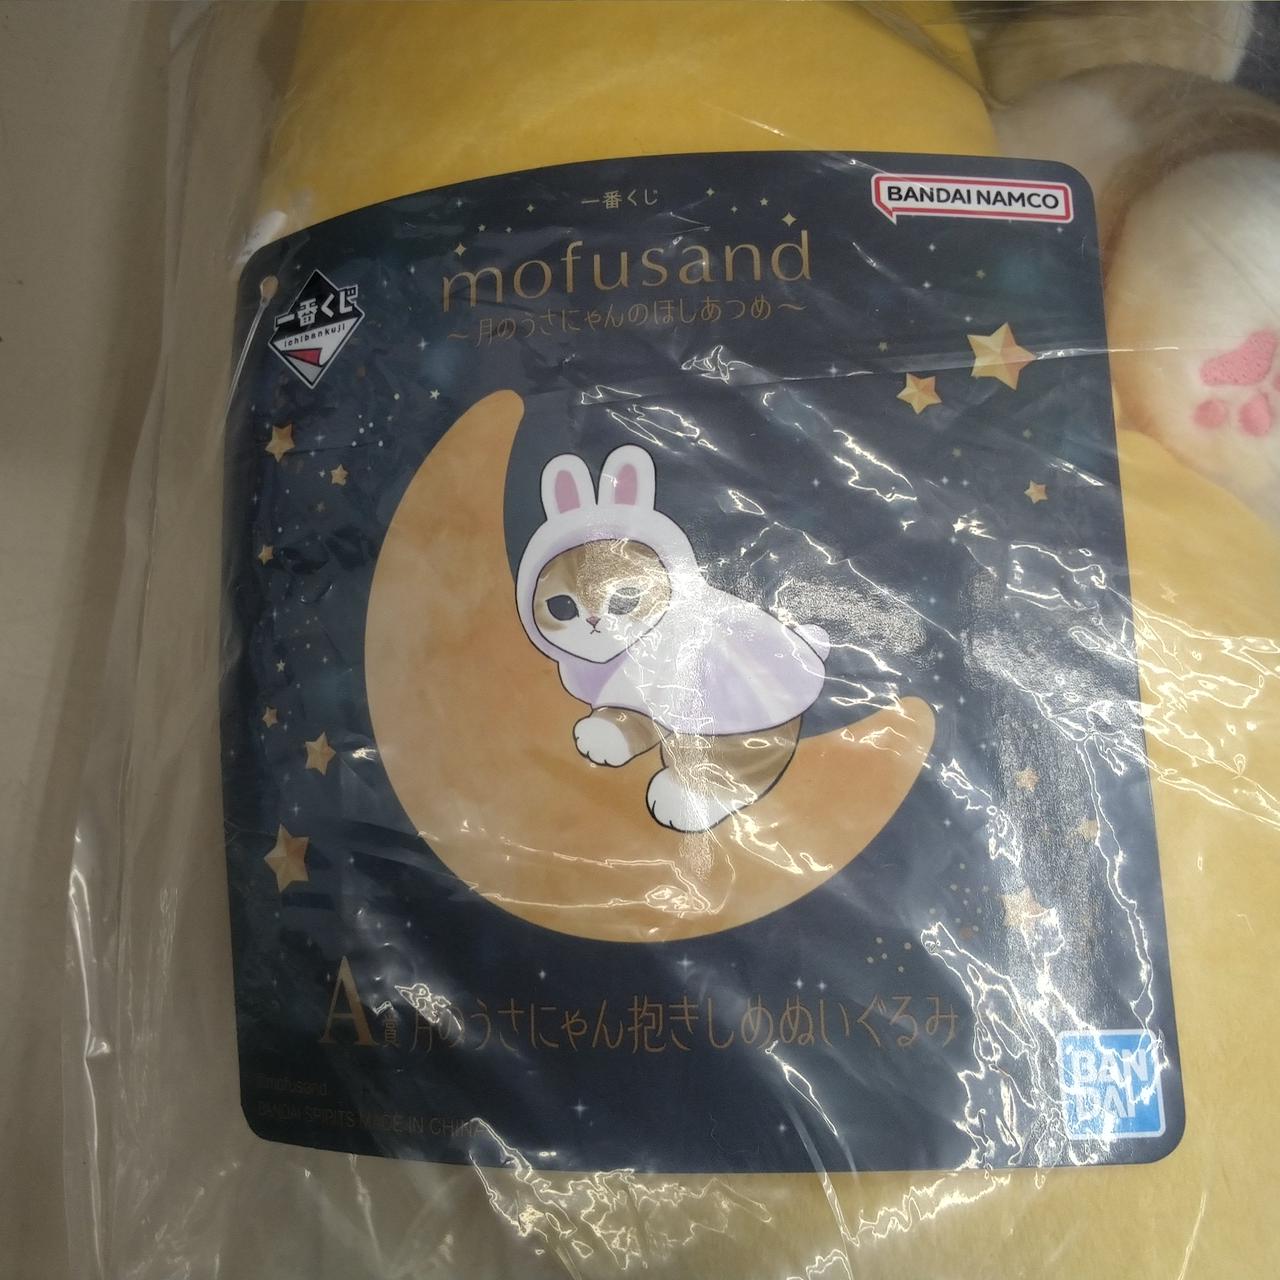 一番くじ
BANDAI NAMCO
mofusand
～月のうさにゃんのほしあつめ～
一番くじ
ichibankuji
A賞 月のうさにゃん抱きしめぬいぐるみ
©mofusand
BANDAI SPIRITS MADE IN CHINA
BAN
DAI